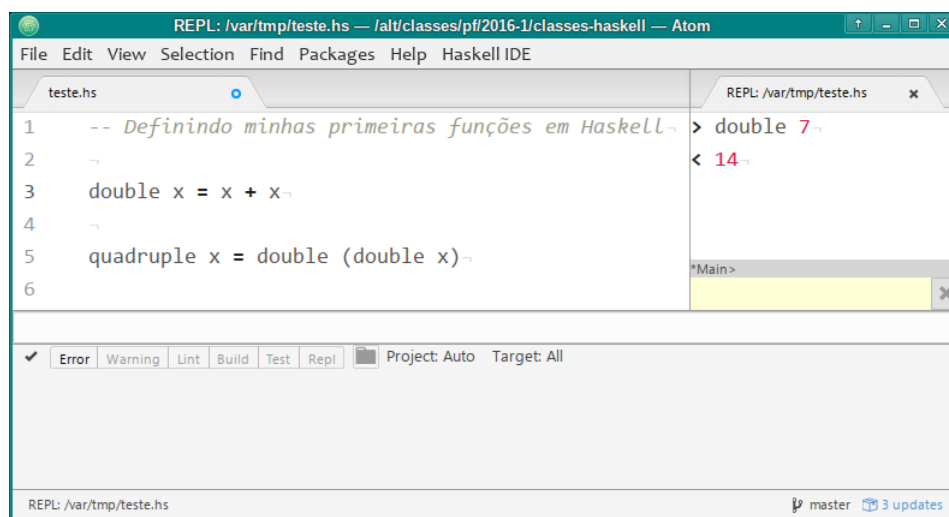 REPL: /var/tmp/teste.hs — /alt/classes/pf/2016-1/classes-haskell — Atom
File Edit View Selection Find Packages Help Haskell IDE
teste.hs
REPL: /var/tmp/teste.hs
1 -- Definindo minhas primeiras funções em Haskell¬
2 ¬
3 double x = x + x¬
4 ¬
5 quadruple x = double (double x)¬
6
> double 7¬
< 14¬
*Main>
Error Warning Lint Build Test Repl Project: Auto Target: All
REPL: /var/tmp/teste.hs
master 3 updates